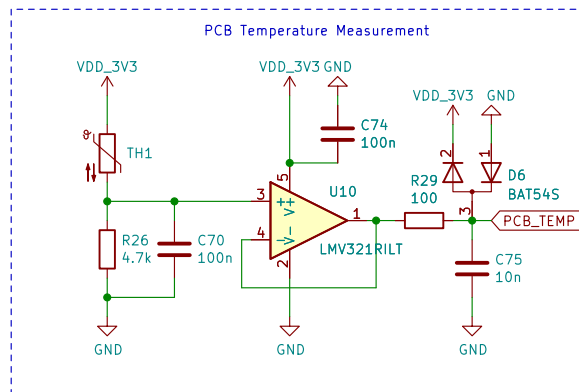 PCB Temperature Measurement
VDD_3V3
VDD_3V3
GND
VDD_3V3
GND
C74
100n
TH1
5
2
1
D6
BAT54S
R29
100
U10
3
1
3
PCB_TEMP
4
V+
V-
LMV321RILT
R26
4.7k
C70
100n
2
C75
10n
GND
GND
GND